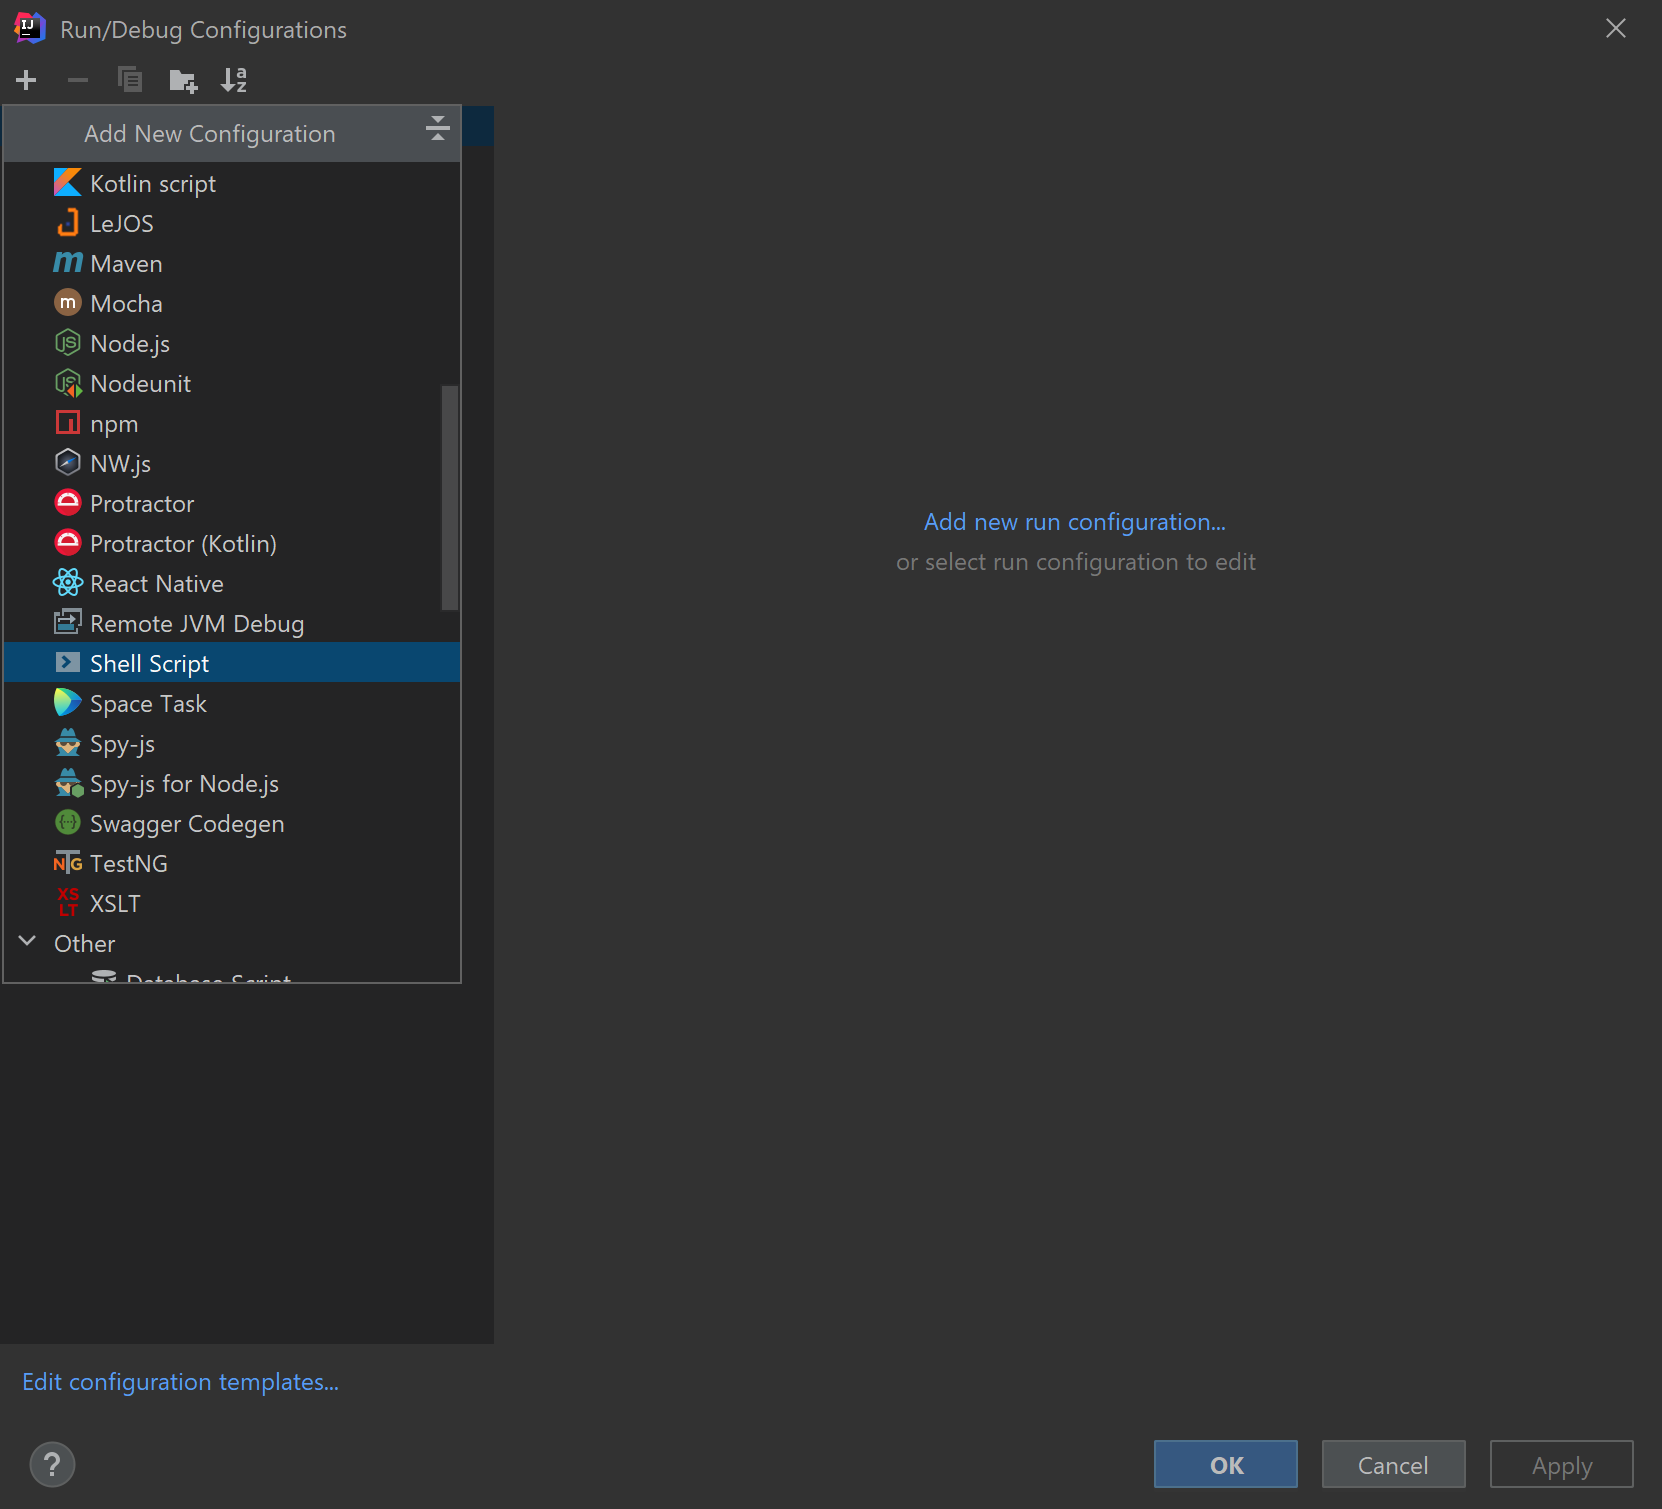 Run/Debug Configurations
Add New Configuration
Kotlin script
LeJOS
Maven
Mocha
Node.js
Nodeunit
npm
NW.js
Protractor
Protractor (Kotlin)
React Native
Remote JVM Debug
Shell Script
Space Task
Spy-js
Spy-js for Node.js
Swagger Codegen
TestNG
XSLT
Other
Database Script
Add new run configuration...
or select run configuration to edit
Edit configuration templates...
?
OK
Cancel
Apply